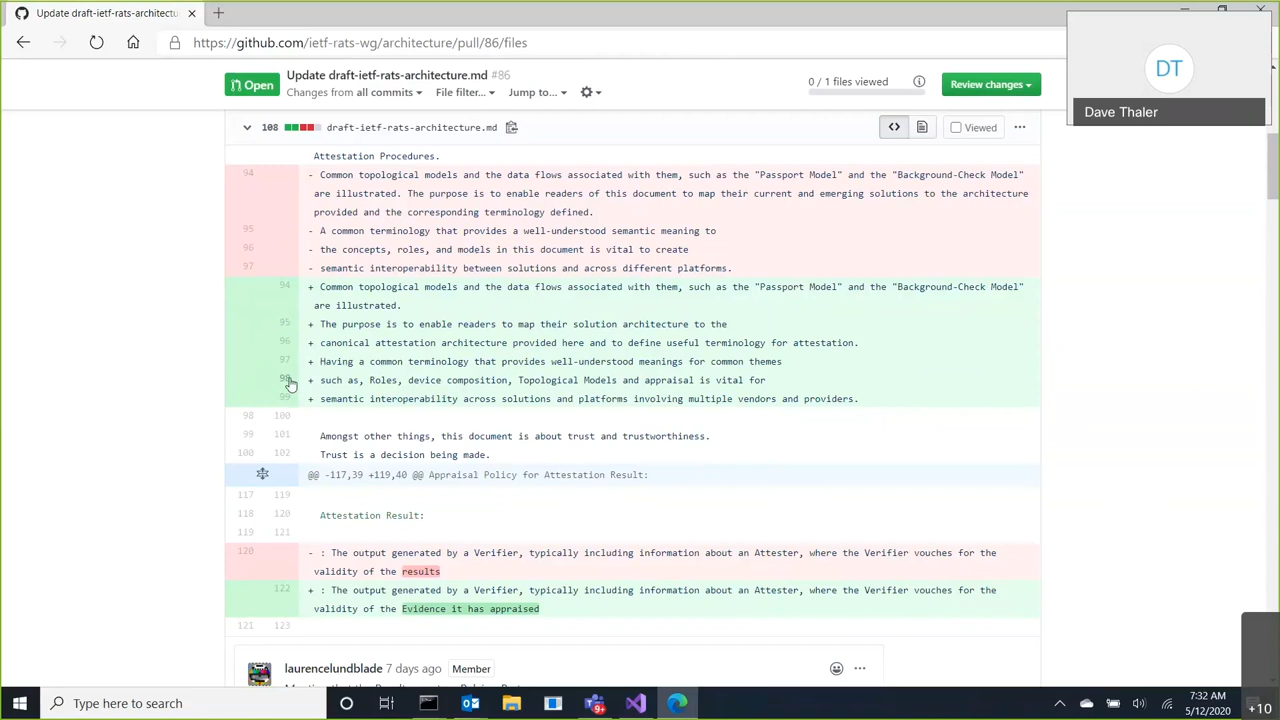 Update draft-ietf-rats-architectu
https://github.com/ietf-rats-wg/architecture/pull/86/files
DT
Dave Thaler
Open
Update draft-ietf-rats-architecture.md #86
Changes from all commits
File filter...
Jump to...
0 / 1 files viewed
Review changes
108
draft-ietf-rats-architecture.md
Viewed
Attestation Procedures.
94 - Common topological models and the data flows associated with them, such as the "Passport Model" and the "Background-Check Model"
are illustrated. The purpose is to enable readers of this document to map their current and emerging solutions to the architecture
provided and the corresponding terminology defined.
95 - A common terminology that provides a well-understood semantic meaning to
96 - the concepts, roles, and models in this document is vital to create
97 - semantic interoperability between solutions and across different platforms.
94 + Common topological models and the data flows associated with them, such as the "Passport Model" and the "Background-Check Model"
are illustrated.
95 + The purpose is to enable readers to map their solution architecture to the
96 + canonical attestation architecture provided here and to define useful terminology for attestation.
97 + Having a common terminology that provides well-understood meanings for common themes
98 + such as, Roles, device composition, Topological Models and appraisal is vital for
99 + semantic interoperability across solutions and platforms involving multiple vendors and providers.
98 100
99 101 Amongst other things, this document is about trust and trustworthiness.
100 102 Trust is a decision being made.
@@ -117,39 +119,40 @@ Appraisal Policy for Attestation Result:
117 119
118 120 Attestation Result:
119 121
120 - : The output generated by a Verifier, typically including information about an Attester, where the Verifier vouches for the
validity of the results
122 + : The output generated by a Verifier, typically including information about an Attester, where the Verifier vouches for the
validity of the Evidence it has appraised
121 123
laurencelundblade 7 days ago Member
Type here to search
9+
7:32 AM
5/12/2020
+10